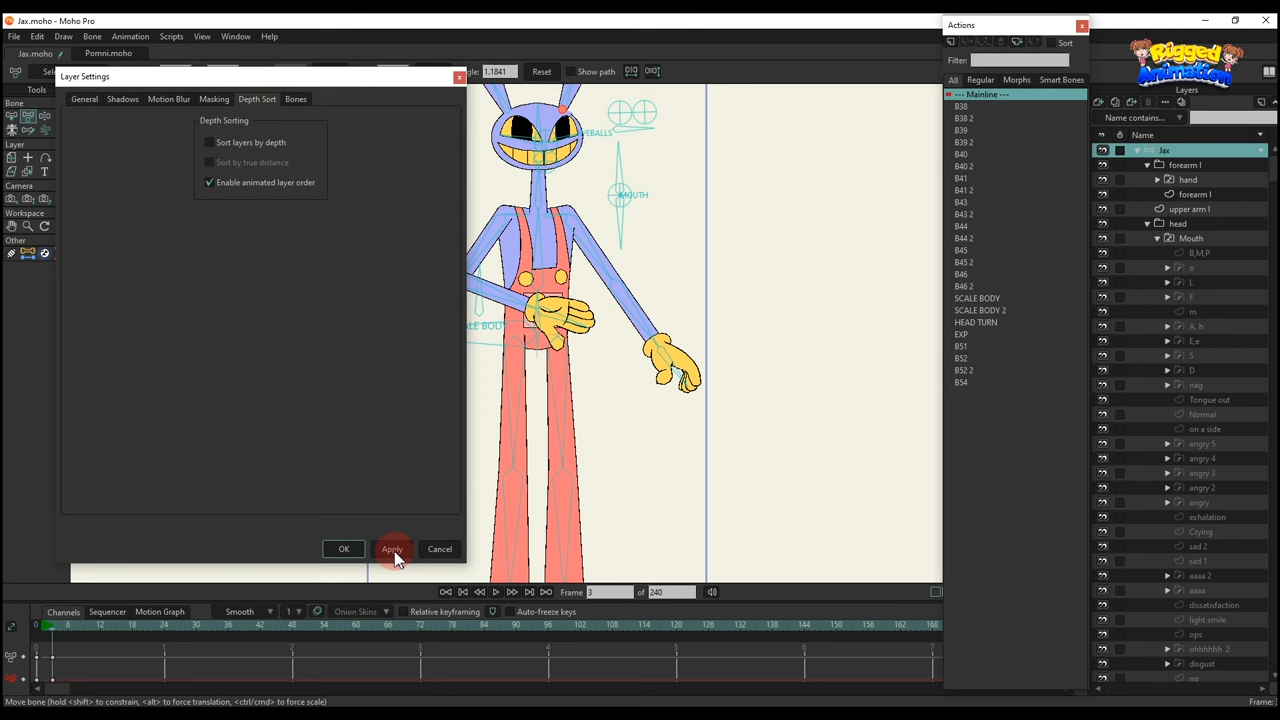 Jax.moho - Moho Pro
File Edit Draw Bone Animation Scripts View Window Help
Jax.moho Pomni.moho
1.1841 Reset Show path
Layer Settings
General Shadows Motion Blur Masking Depth Sort Bones
Depth Sorting
Sort layers by depth
Sort by true distance
Enable animated layer order
OK Apply Cancel
Tools
Bone
Layer
Camera
Workspace
Other
MOUTH
Actions
Sort
Filter:
All Regular Morphs Smart Bones
--- Mainline ---
B38
B38 2
B39
B39 2
B40
B40 2
B41
B41 2
B43
B43 2
B44
B44 2
B45
B45 2
B46
B46 2
SCALE BODY
SCALE BODY 2
HEAD TURN
EXP
B51
B52
B52 2
B54
Rigged
Animation
Layers
Name contains...
Name
Jax
forearm l
hand
forearm l
upper arm l
head
Mouth
B,M,P
o
L
F
m
A, h
E,e
S
D
nag
Tongue out
Normal
on a side
angry 5
angry 4
angry 3
angry 2
angry
exhalation
Crying
sad 2
sad 1
aaaa 2
aaaa
dissatisfaction
light smile
ops
ohhhhhh 2
disgust
no
Frame 3 of 240
Channels Sequencer Motion Graph Smooth 1 Onion Skins Relative keyframing Auto-freeze keys
0 6 12 18 24 30 36 42 48 54 60 66 72 78 84 90 96 102 108 114 120 126 132 138 144 150 156 162 168
0 1 2 3 4 5 6 7
Move bone (hold <shift> to constrain, <alt> to force translation, <ctrl/cmd> to force scale)
Frame: